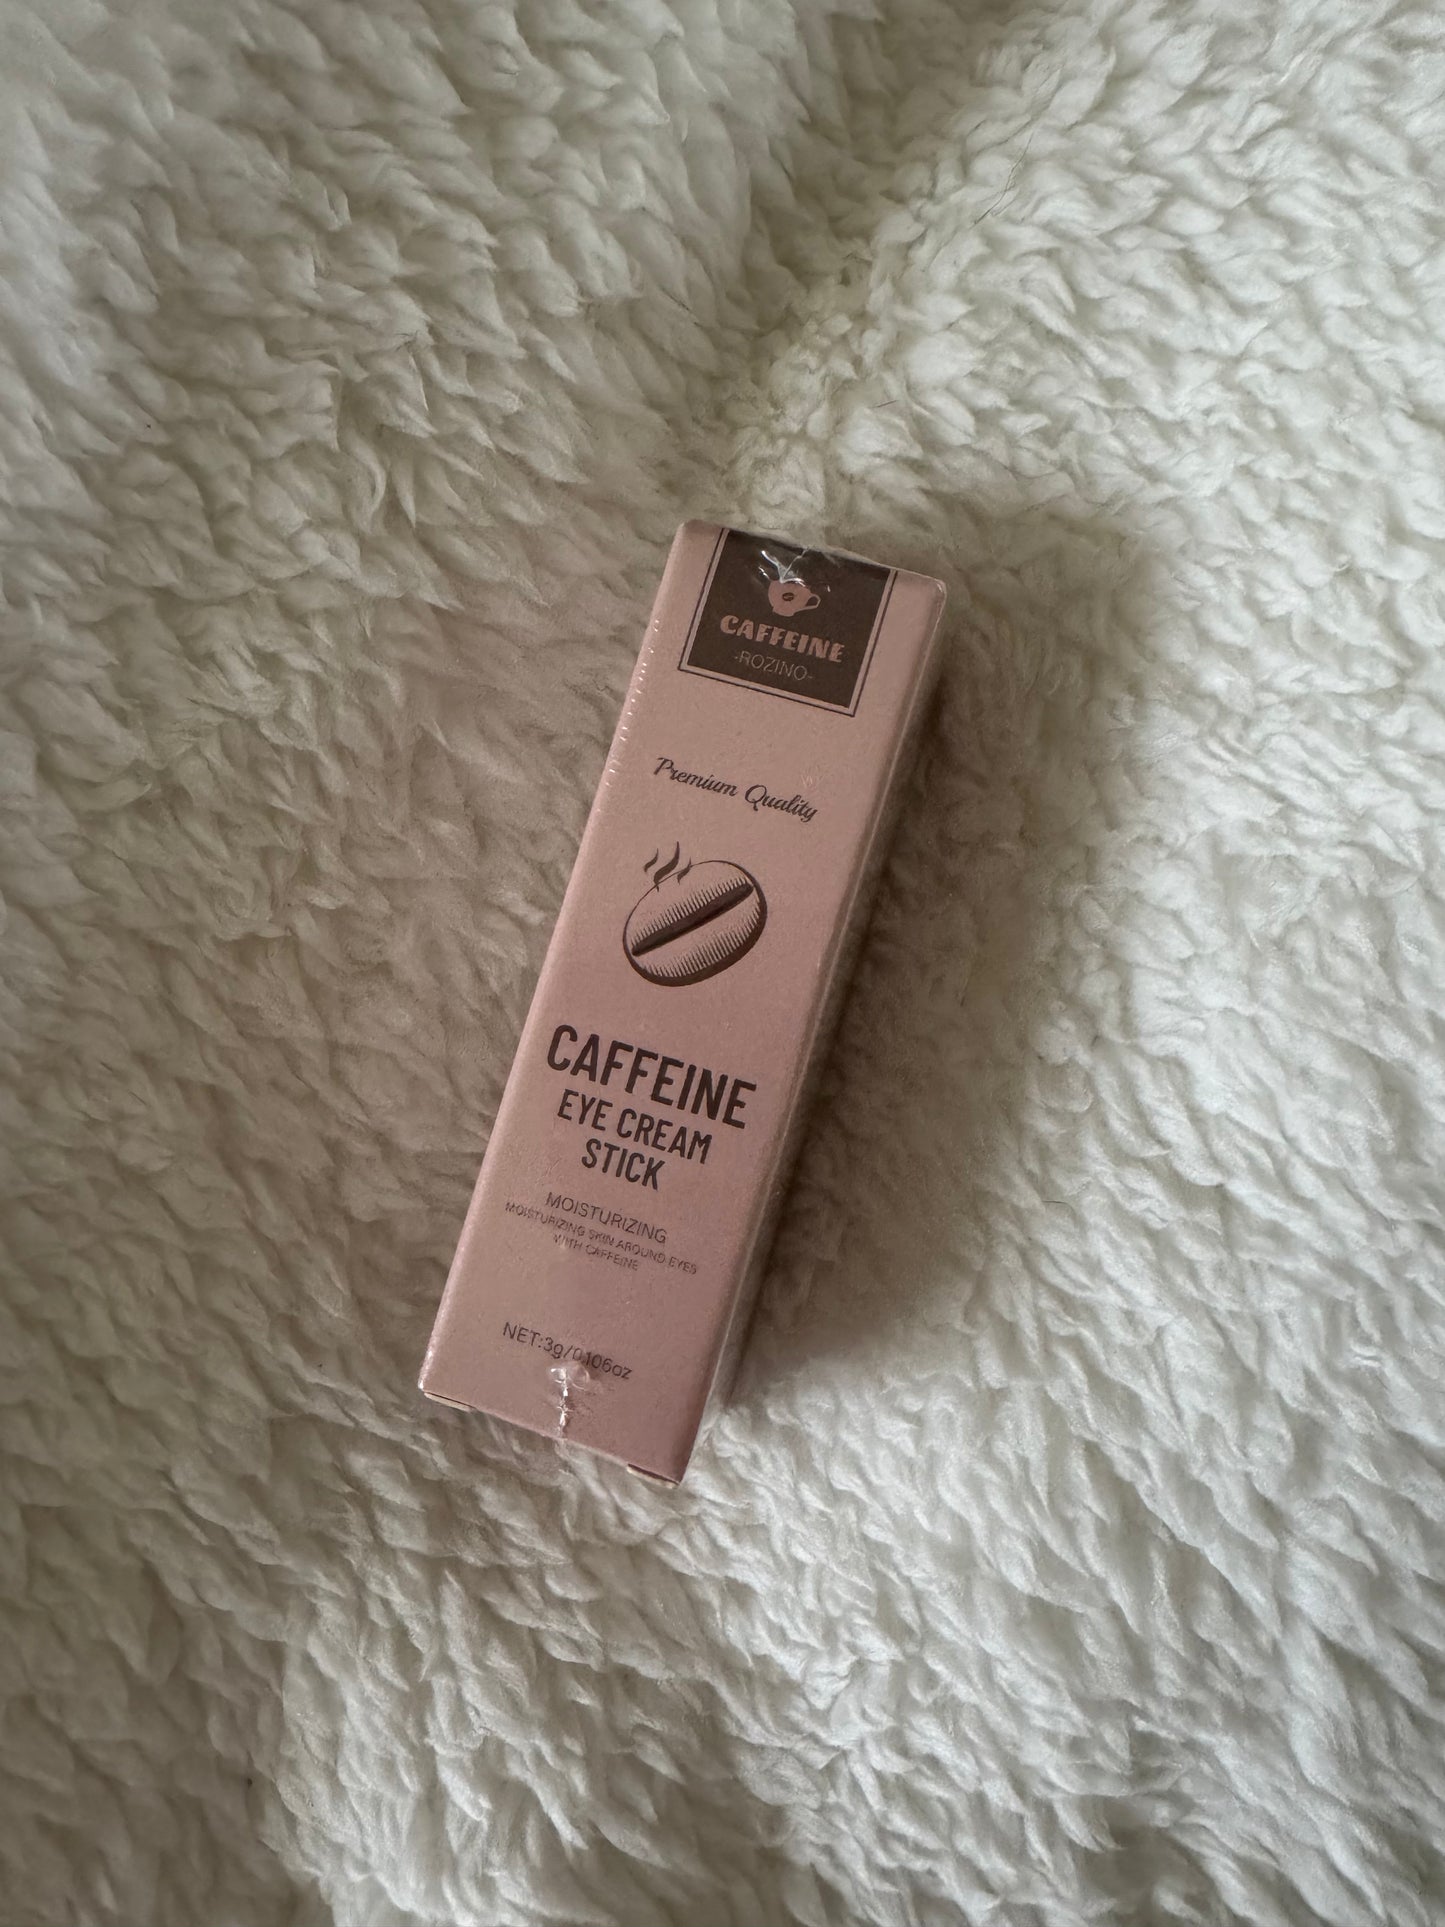 CAFFEINE
-ROZINO-
Premium Quality
CAFFEINE
EYE CREAM
STICK
MOISTURIZING
MOISTURIZING SKIN AROUND EYES
WITH CAFFEINE
NET:3g/0.106oz